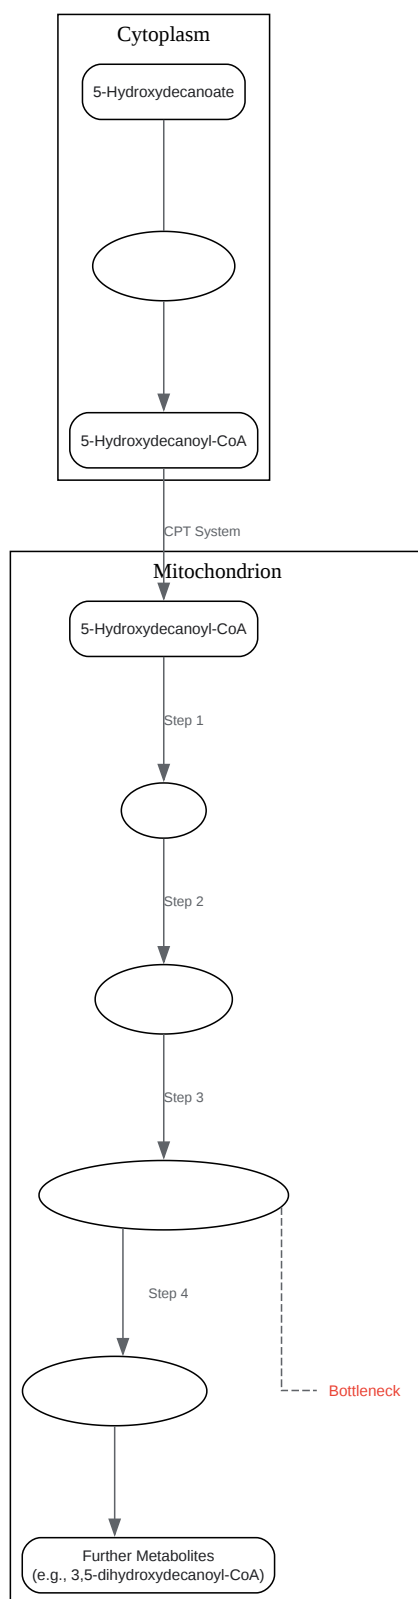 Cytoplasm
5-Hydroxydecanoate
5-Hydroxydecanoyl-CoA
CPT System
Mitochondrion
5-Hydroxydecanoyl-CoA
Step 1
Step 2
Step 3
Step 4
Bottleneck
Further Metabolites
(e.g., 3,5-dihydroxydecanoyl-CoA)